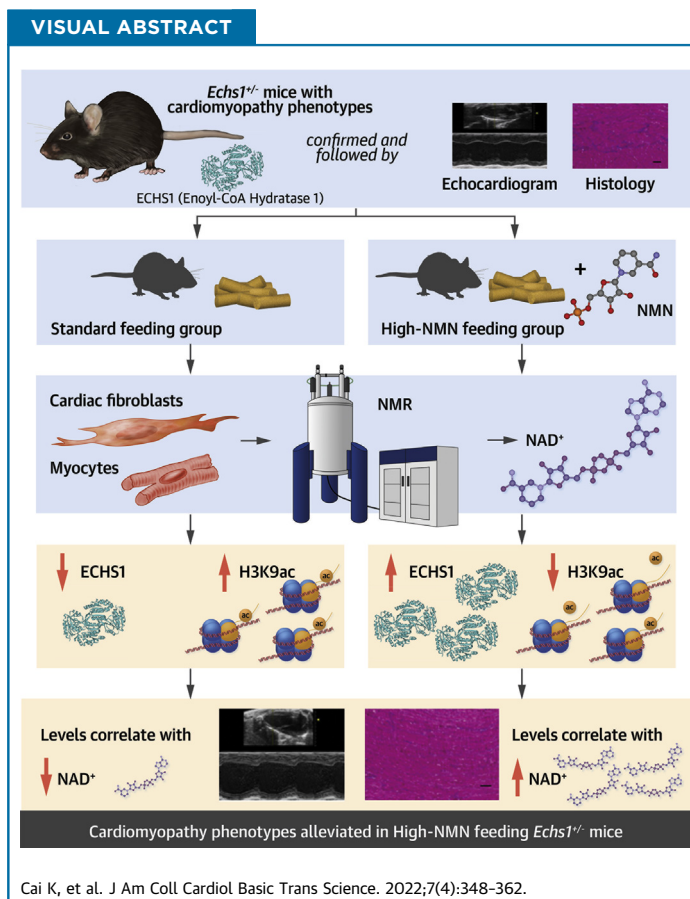 VISUAL ABSTRACT
Echs1+/- mice with
cardiomyopathy phenotypes
confirmed and
followed by
ECHS1 (Enoyl-CoA Hydratase 1)
Echocardiogram
Histology
Standard feeding group
+
NMN
High-NMN feeding group
Cardiac fibroblasts
Myocytes
NMR
NAD+
ECHS1
H3K9ac
ac
ac
ac
ECHS1
H3K9ac
ac
ac
ac
Levels correlate with
NAD+
Levels correlate with
NAD+
Cardiomyopathy phenotypes alleviated in High-NMN feeding Echs1+/- mice
Cai K, et al. J Am Coll Cardiol Basic Trans Science. 2022;7(4):348–362.